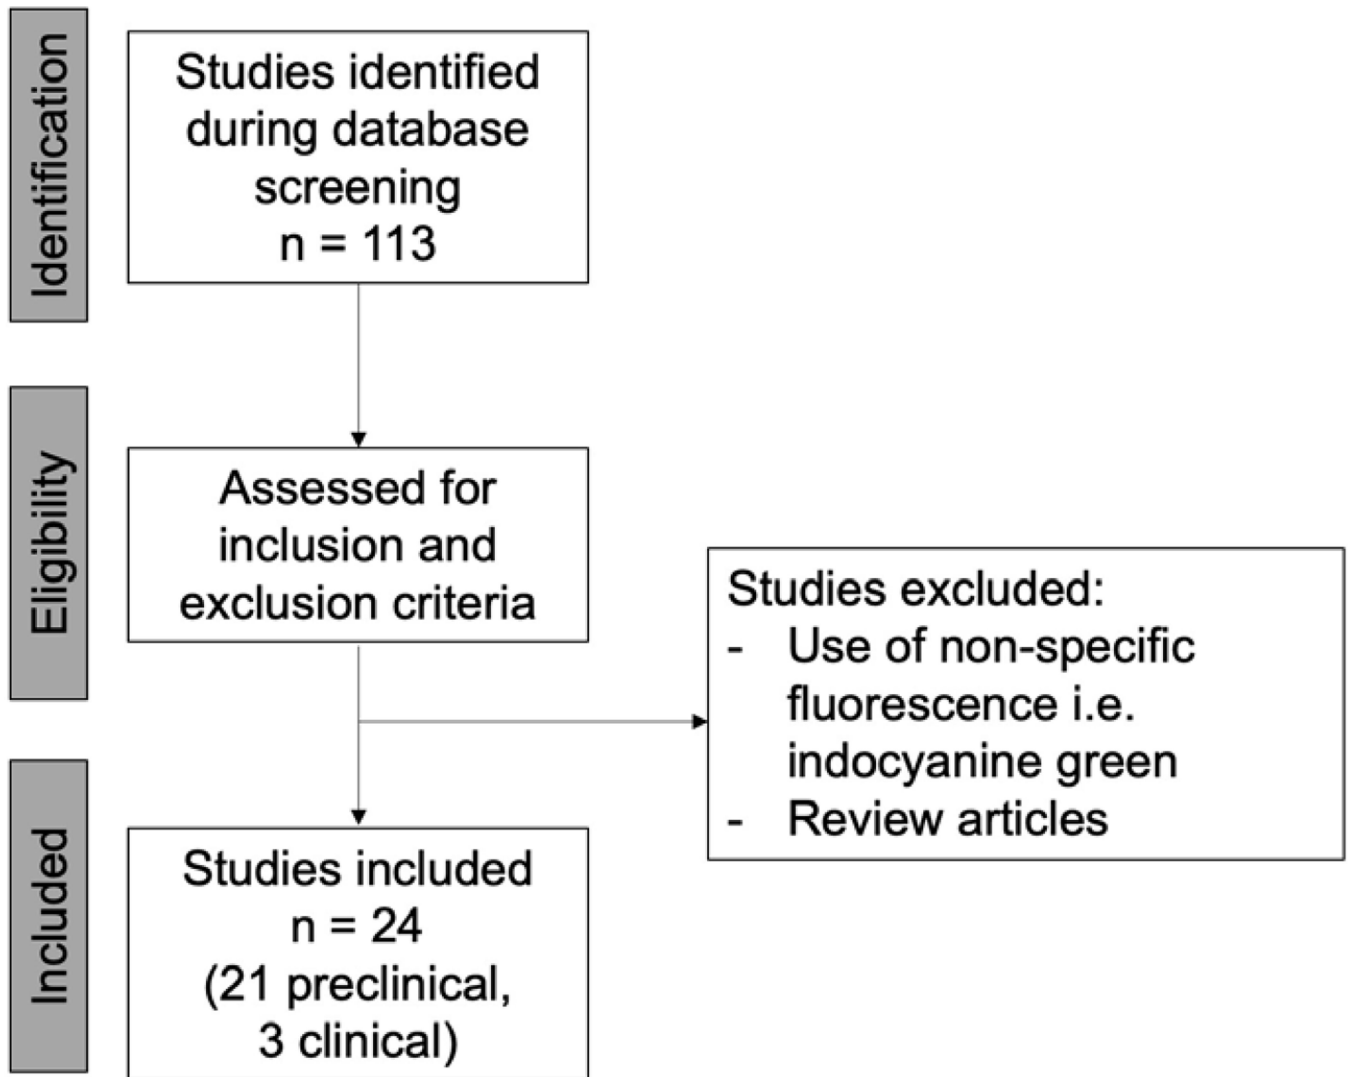 Identification
Studies identified
during database
screening
n = 113
Eligibility
Assessed for
inclusion and
exclusion criteria
Studies excluded:
- Use of non-specific
fluorescence i.e.
indocyanine green
- Review articles
Included
Studies included
n = 24
(21 preclinical,
3 clinical)